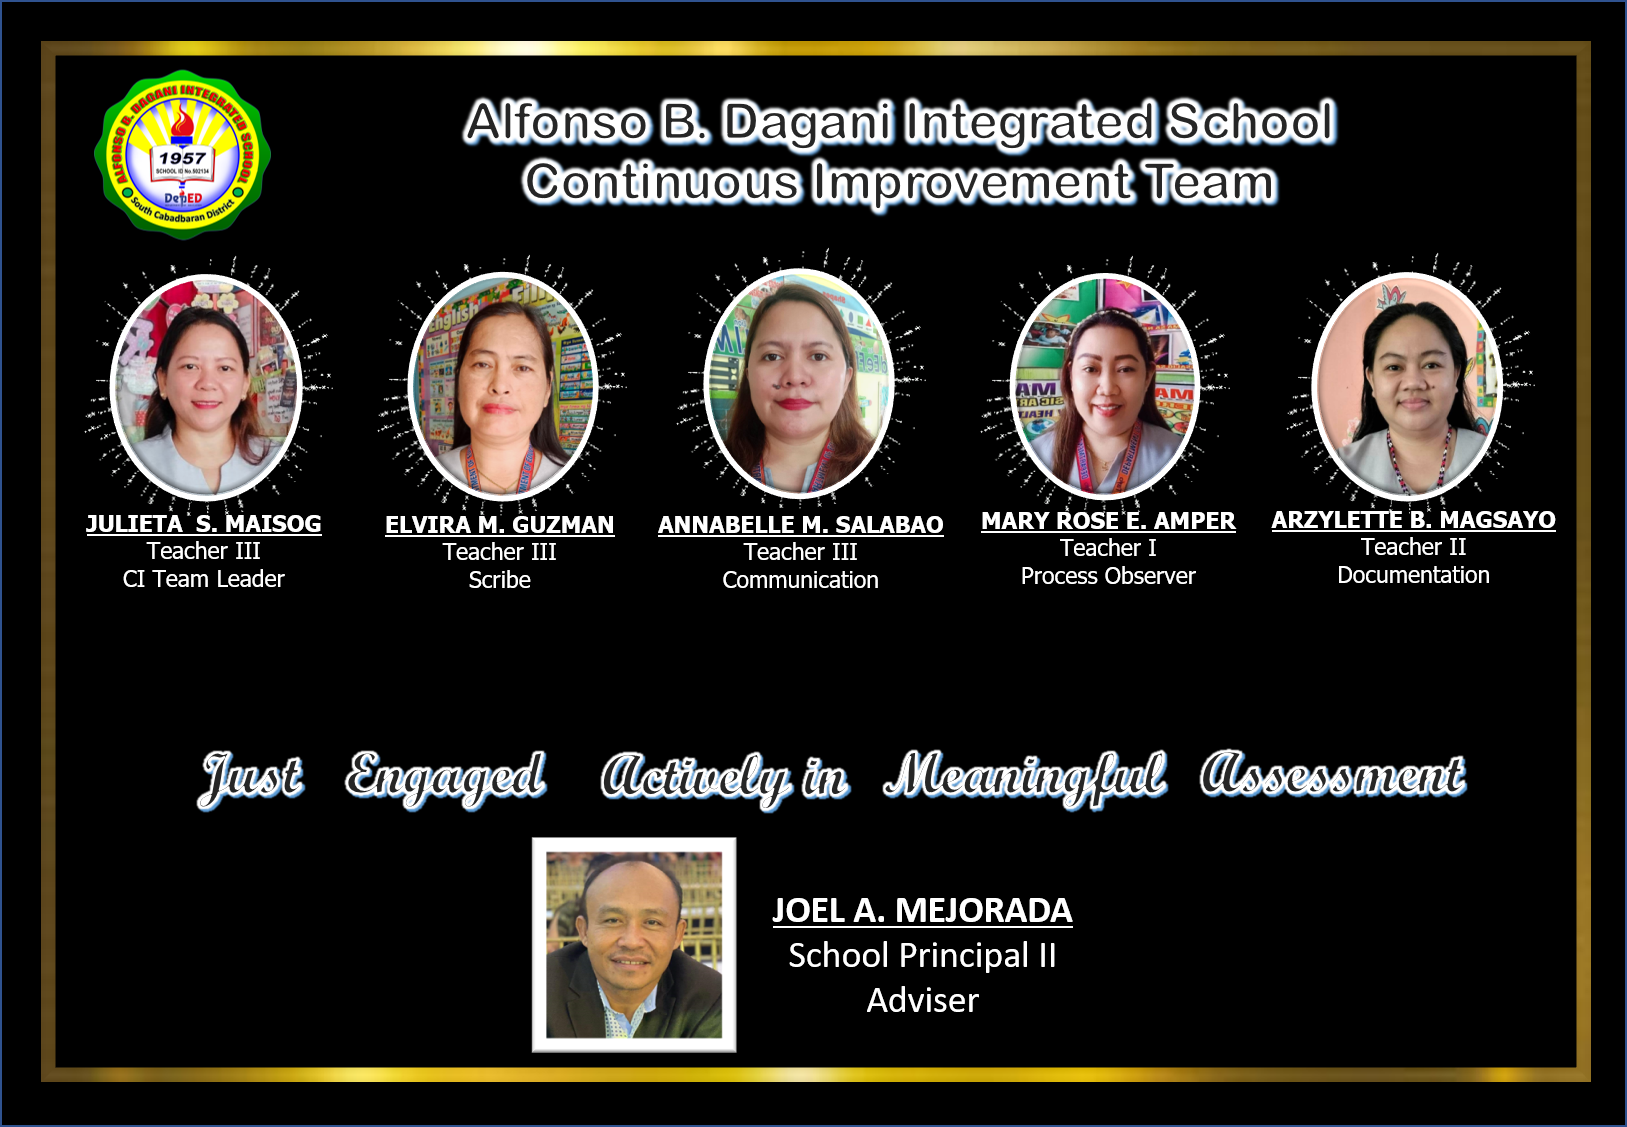 ALFONSO B. DAGANI INTEGRATED SCHOOL
1957
SCHOOL ID No.502134
DepED
South Cabadbaran District
Alfonso B. Dagani Integrated School
Continuous Improvement Team
English
JULIETA S. MAISOG
Teacher III
CI Team Leader
ELVIRA M. GUZMAN
Teacher III
Scribe
ANNABELLE M. SALABAO
Teacher III
Communication
MARY ROSE E. AMPER
Teacher I
Process Observer
ARZYLETTE B. MAGSAYO
Teacher II
Documentation
Just Engaged Actively in Meaningful Assessment
JOEL A. MEJORADA
School Principal II
Adviser